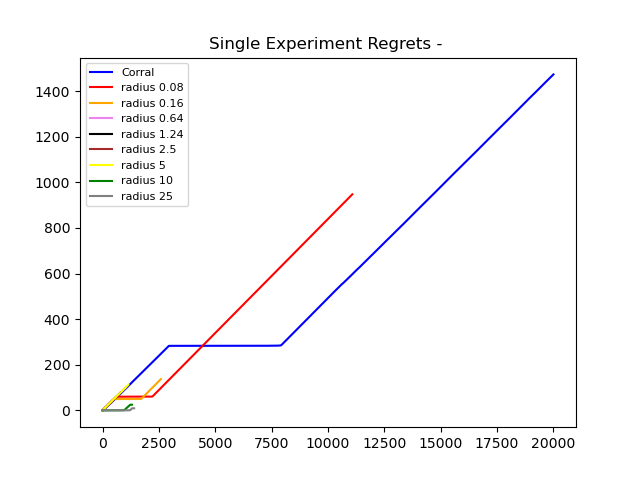 Single Experiment Regrets -
Corral
radius 0.08
radius 0.16
radius 0.64
radius 1.24
radius 2.5
radius 5
radius 10
radius 25
1400
1200
1000
800
600
400
200
0
0 2500 5000 7500 10000 12500 15000 17500 20000